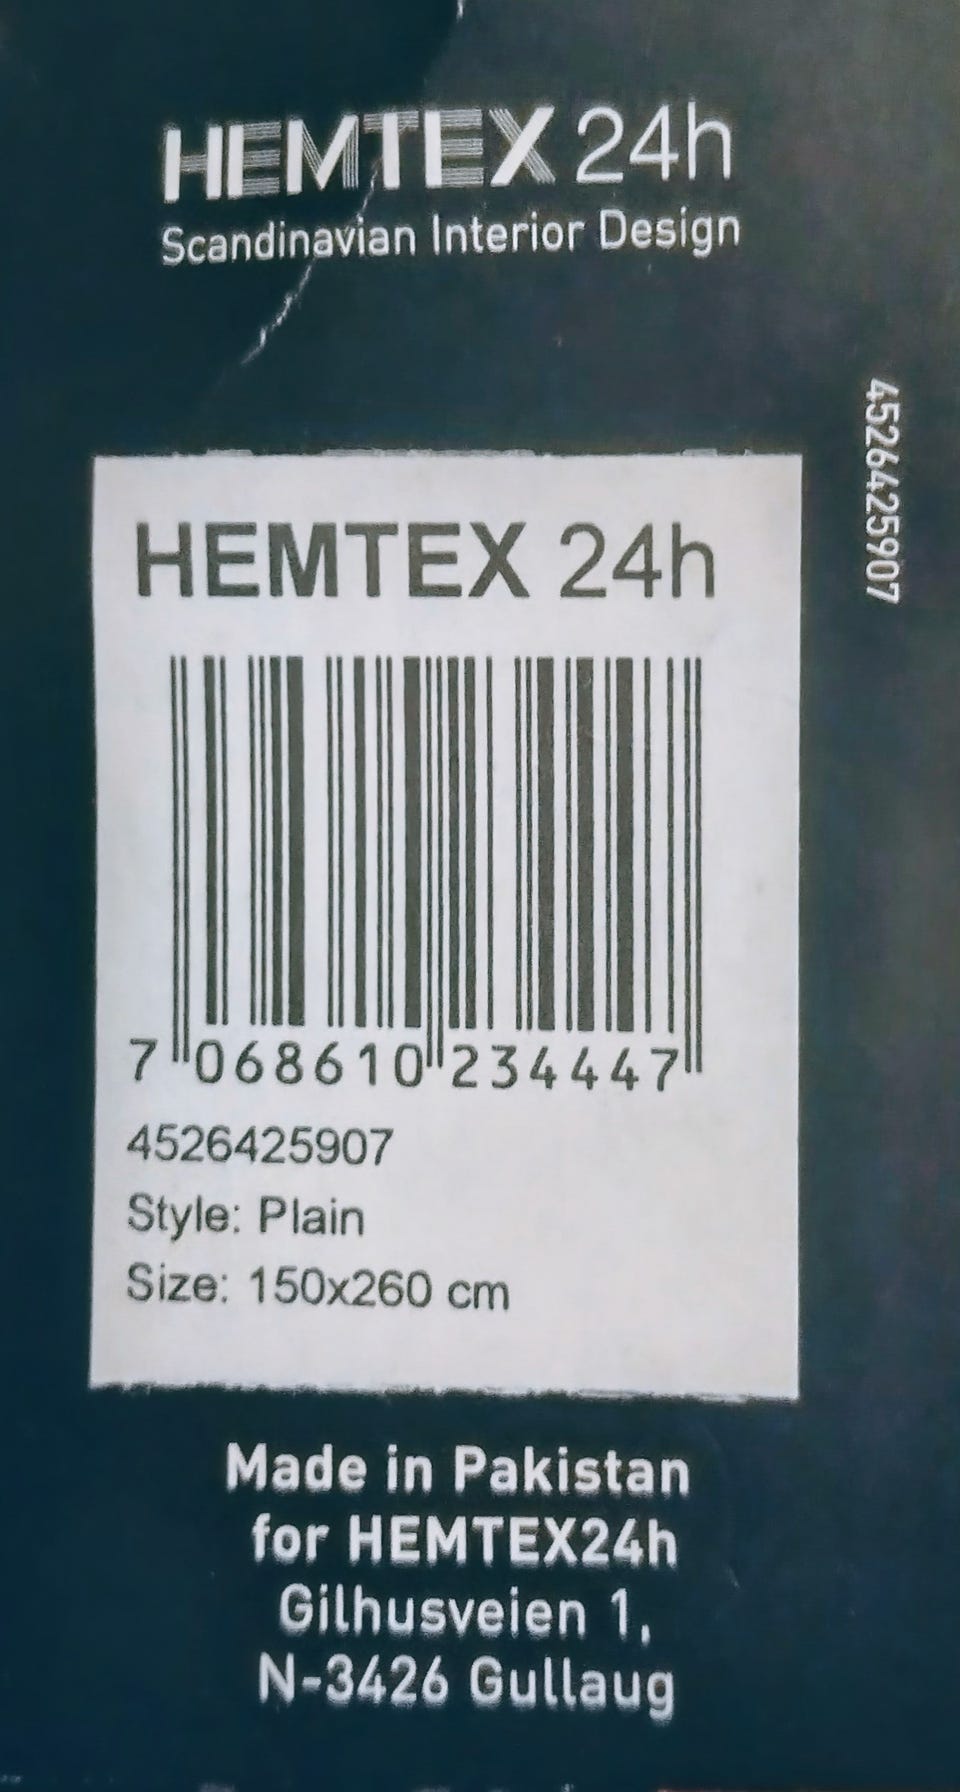 HEMTEX 24h
Scandinavian Interior Design
4526425907
HEMTEX 24h
7 068610 234447
4526425907
Style: Plain
Size: 150x260 cm
Made in Pakistan
for HEMTEX24h
Gilhusveien 1,
N-3426 Gullaug